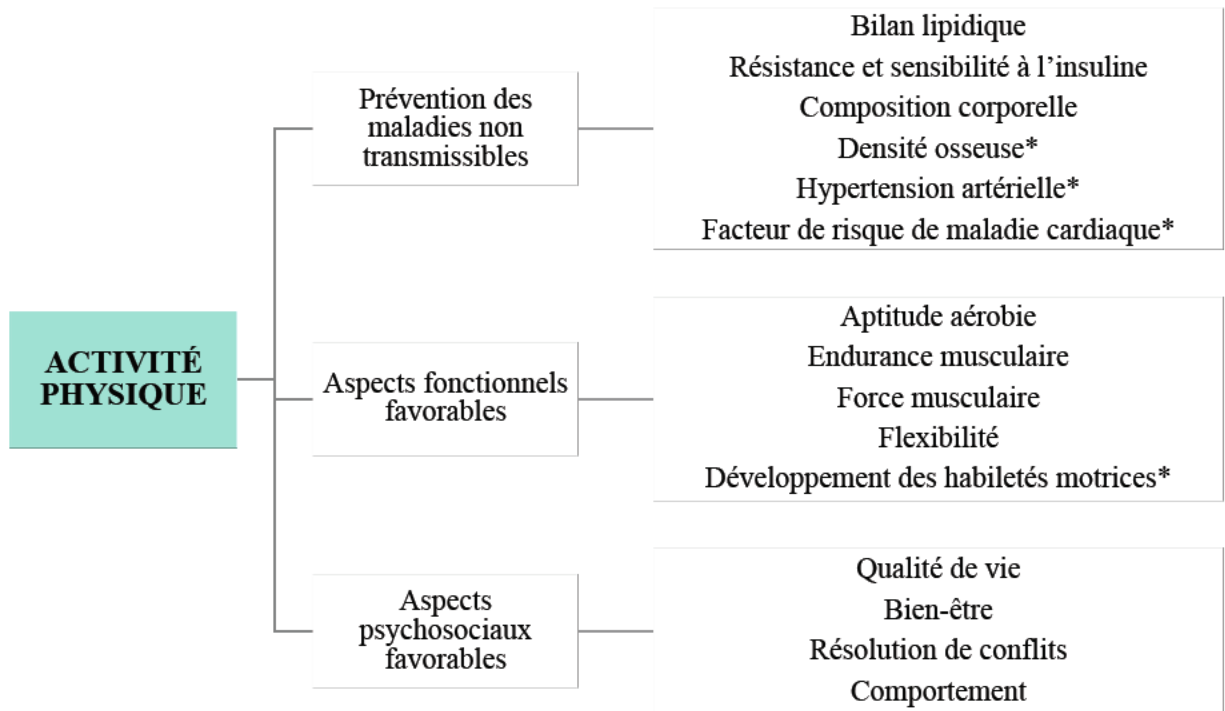 ACTIVITÉ
PHYSIQUE
Prévention des
maladies non
transmissibles
Bilan lipidique
Résistance et sensibilité à l’insuline
Composition corporelle
Densité osseuse*
Hypertension artérielle*
Facteur de risque de maladie cardiaque*
Aspects fonctionnels
favorables
Aptitude aérobie
Endurance musculaire
Force musculaire
Flexibilité
Développement des habiletés motrices*
Aspects
psychosociaux
favorables
Qualité de vie
Bien-être
Résolution de conflits
Comportement